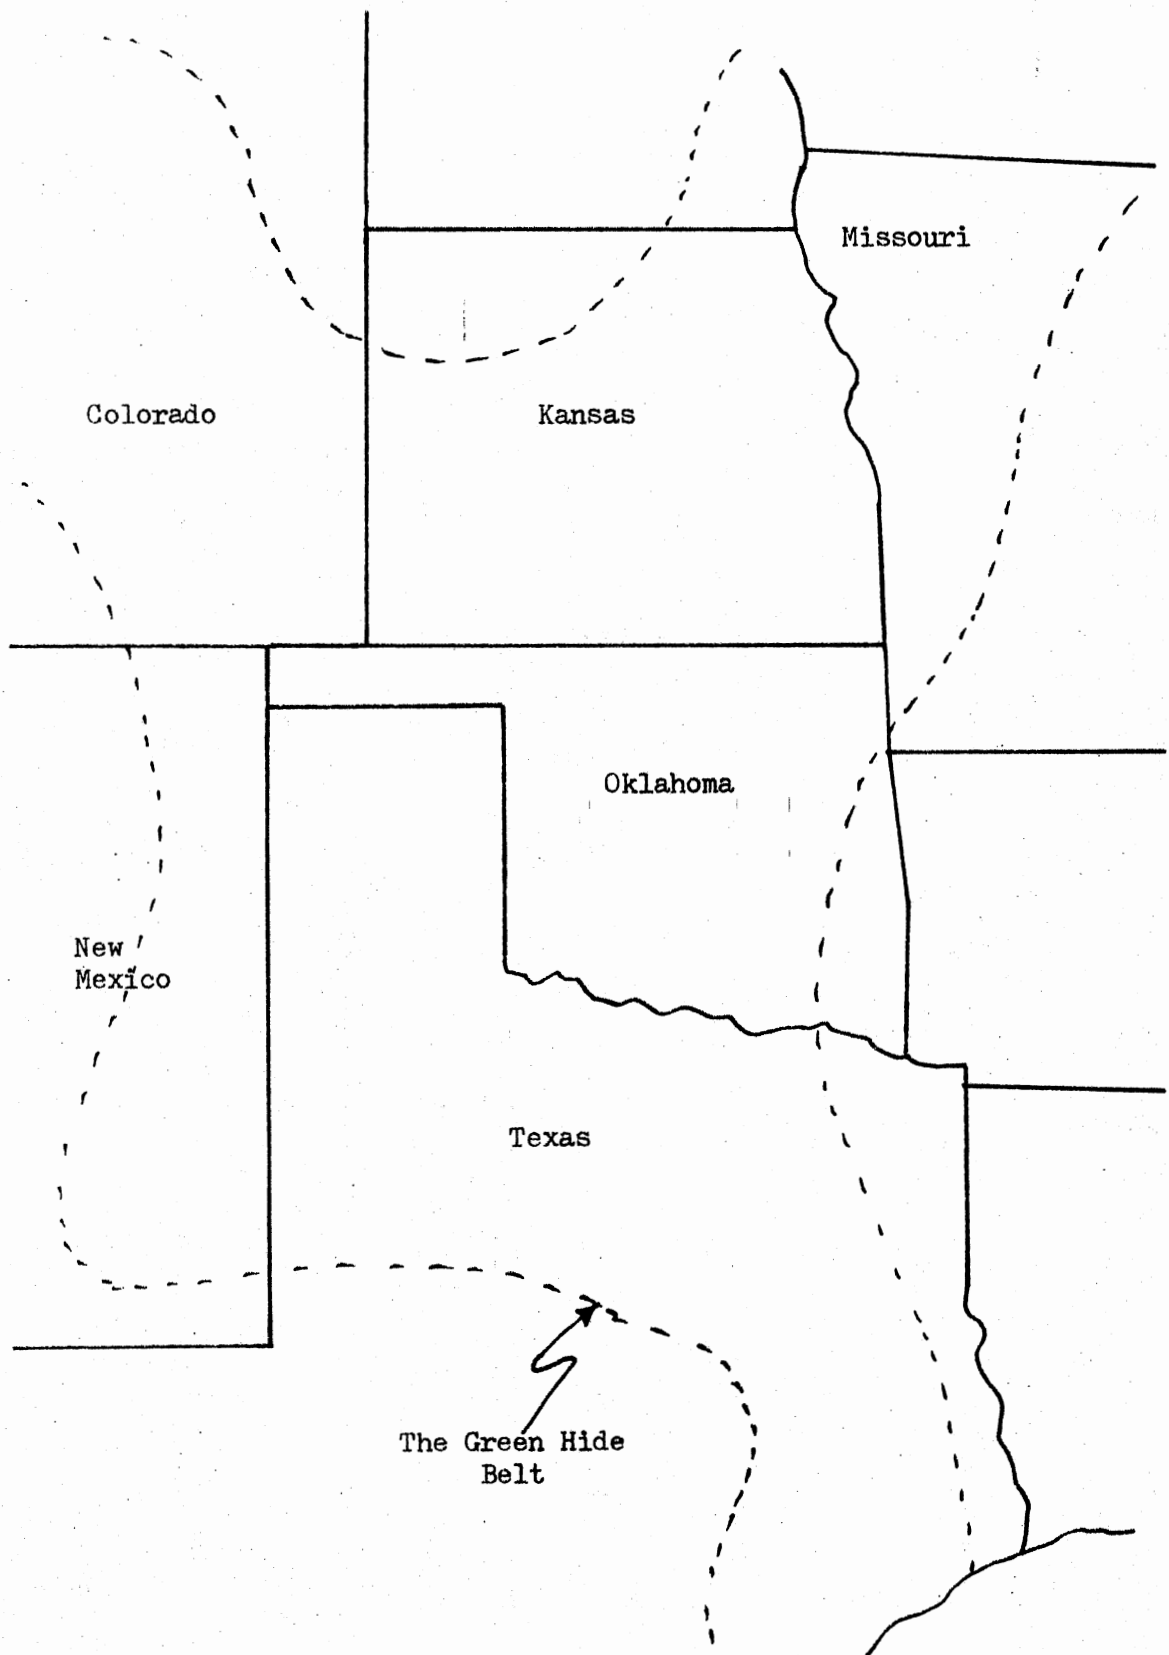 Missouri
Colorado
Kansas
Oklahoma
New
Mexico
Texas
The Green Hide
Belt